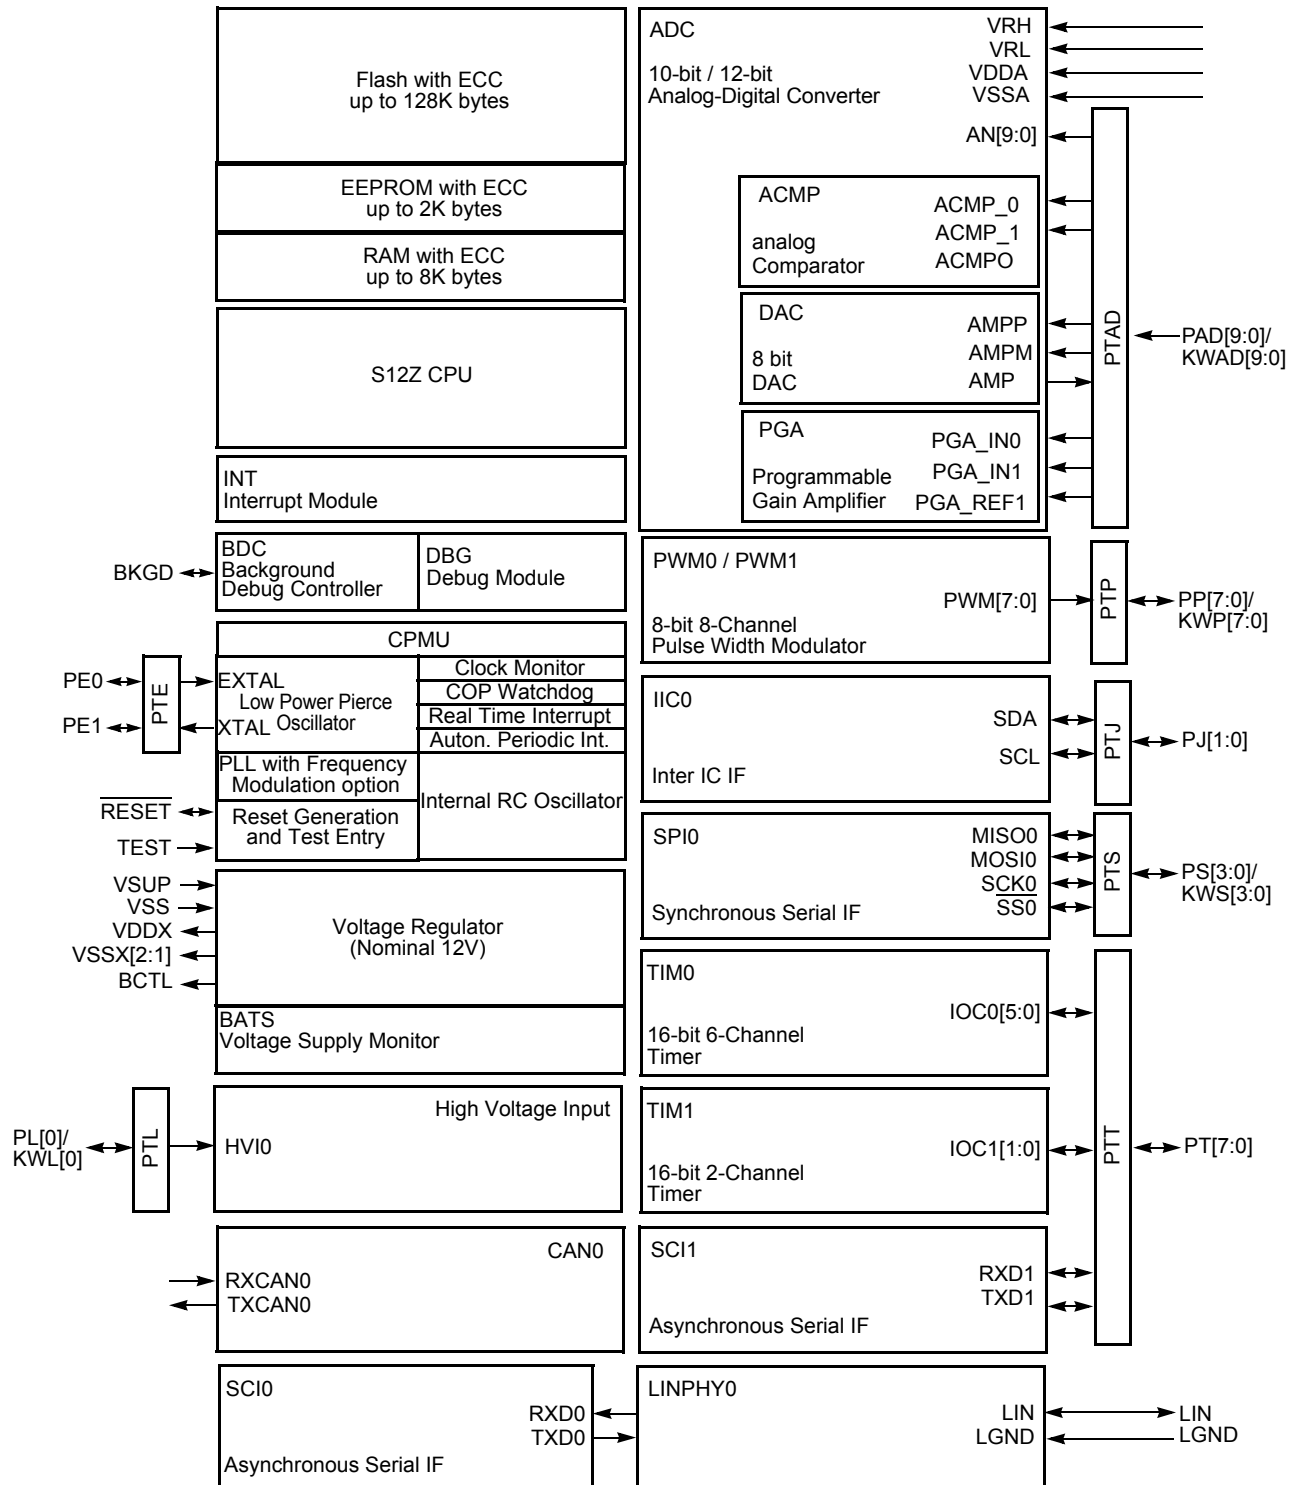 Flash with ECC
up to 128K bytes
EEPROM with ECC
up to 2K bytes
RAM with ECC
up to 8K bytes
S12Z CPU
INT
Interrupt Module
BKGD
BDC
Background
Debug Controller
DBG
Debug Module
CPMU
PE0
PE1
PTE
EXTAL
Low Power Pierce
XTAL Oscillator
Clock Monitor
COP Watchdog
Real Time Interrupt
Auton. Periodic Int.
PLL with Frequency
Modulation option
Internal RC Oscillator
RESET
TEST
Reset Generation
and Test Entry
VSUP
VSS
VDDX
VSSX[2:1]
BCTL
Voltage Regulator
(Nominal 12V)
BATS
Voltage Supply Monitor
PL[0]/
KWL[0]
PTL
High Voltage Input
HVI0
CAN0
RXCAN0
TXCAN0
SCI0
RXD0
TXD0
Asynchronous Serial IF
ADC
10-bit / 12-bit
Analog-Digital Converter
VRH
VRL
VDDA
VSSA
AN[9:0]
ACMP
analog
Comparator
ACMP_0
ACMP_1
ACMPO
DAC
8 bit
DAC
AMPP
AMPM
AMP
PGA
Programmable
Gain Amplifier
PGA_IN0
PGA_IN1
PGA_REF1
PTAD
PAD[9:0]/
KWAD[9:0]
PWM0 / PWM1
PWM[7:0]
8-bit 8-Channel
Pulse Width Modulator
PTP
PP[7:0]/
KWP[7:0]
IIC0
SDA
SCL
Inter IC IF
PTJ
PJ[1:0]
SPI0
MISO0
MOSI0
SCK0
SS0
Synchronous Serial IF
PTS
PS[3:0]/
KWS[3:0]
TIM0
IOC0[5:0]
16-bit 6-Channel
Timer
TIM1
IOC1[1:0]
16-bit 2-Channel
Timer
PTT
PT[7:0]
SCI1
RXD1
TXD1
Asynchronous Serial IF
LINPHY0
LIN
LGND
LIN
LGND